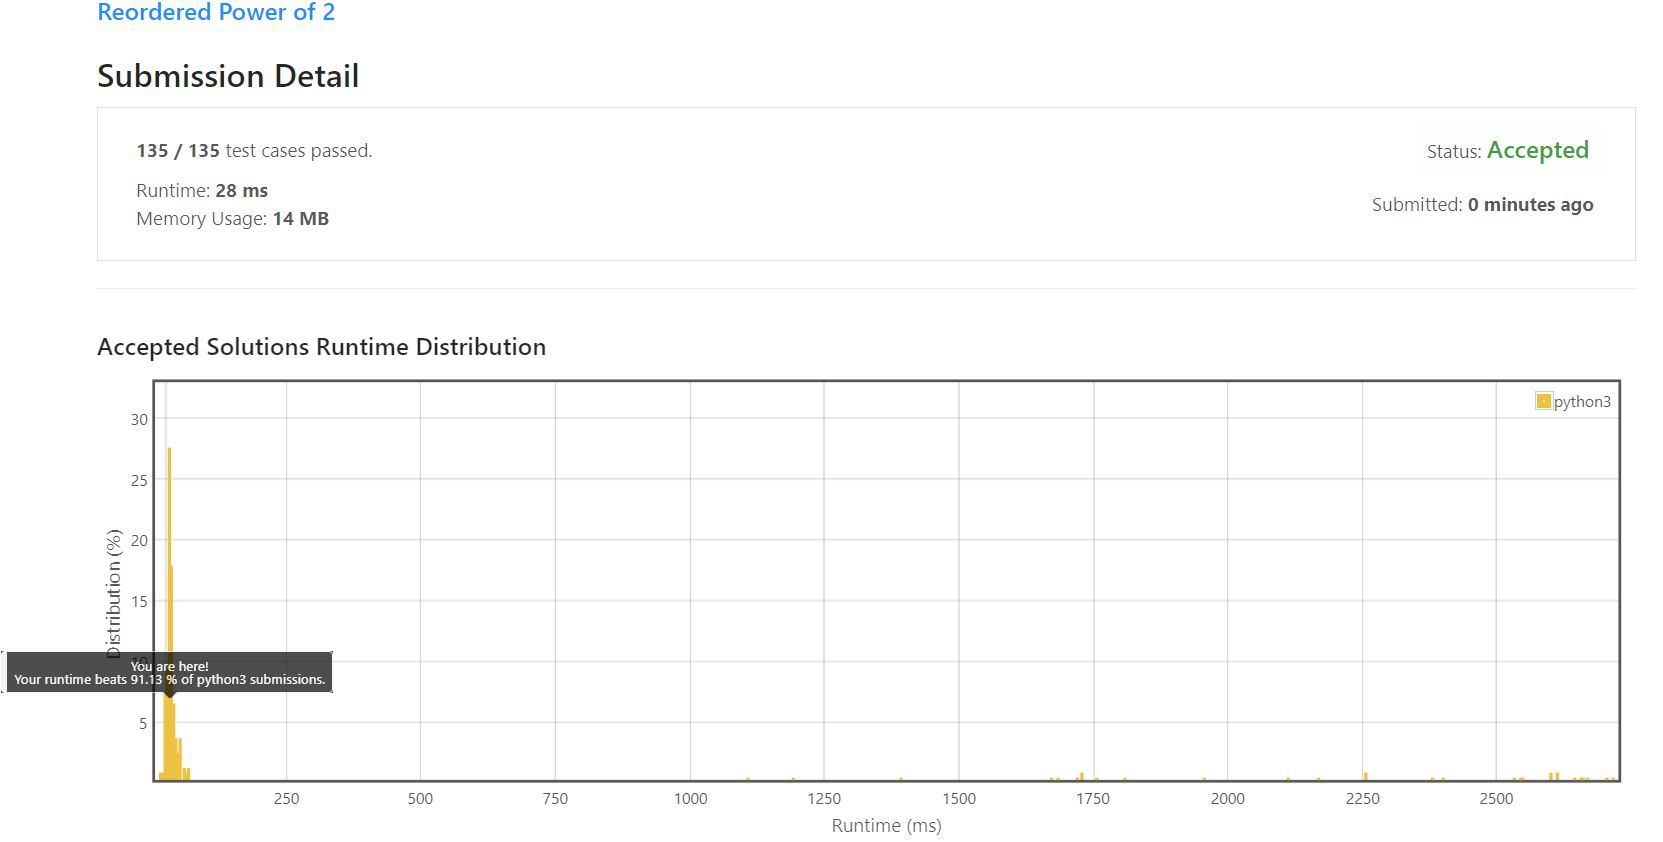 Reordered Power of 2
Submission Detail
135 / 135 test cases passed.
Status: Accepted
Runtime: 28 ms
Memory Usage: 14 MB
Submitted: 0 minutes ago
Accepted Solutions Runtime Distribution
python3
Distribution (%)
30
25
20
15
10
5
You are here!
Your runtime beats 91.13 % of python3 submissions.
250 500 750 1000 1250 1500 1750 2000 2250 2500
Runtime (ms)